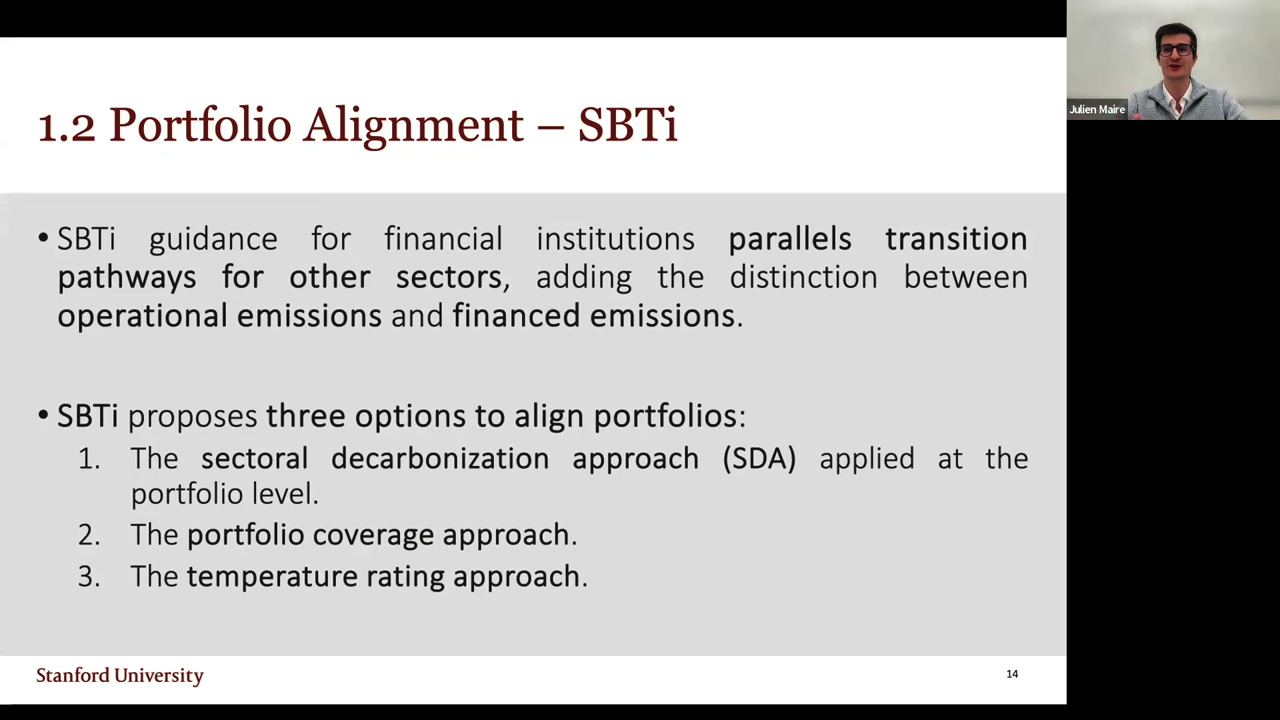 1.2 Portfolio Alignment – SBTi
Julien Maire
• SBTi guidance for financial institutions parallels transition
pathways for other sectors, adding the distinction between
operational emissions and financed emissions.
• SBTi proposes three options to align portfolios:
1. The sectoral decarbonization approach (SDA) applied at the
portfolio level.
2. The portfolio coverage approach.
3. The temperature rating approach.
Stanford University
14